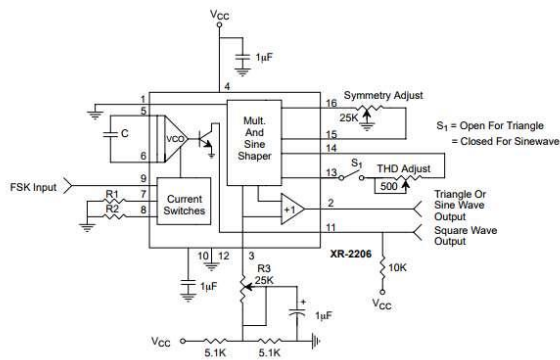 VCC
1µF
4
1
16
Symmetry Adjust
5
25K
Mult.
And
Sine
Shaper
S1 = Open For Triangle
= Closed For Sinewave
C
VCO
15
14
6
13
S1
THD Adjust
FSK Input
9
500
R1
7
Current
Switches
R2
8
+1
2
Triangle Or
Sine Wave
Output
11
Square Wave
Output
XR-2206
10
12
3
1µF
R3
25K
10K
+
1µF
VCC
VCC
5.1K
5.1K